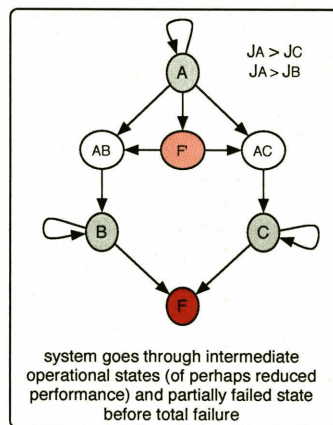 JA > JC
A
JA > JB
AB
F'
AC
B
C
F
system goes through intermediate
operational states (of perhaps reduced
performance) and partially failed state
before total failure